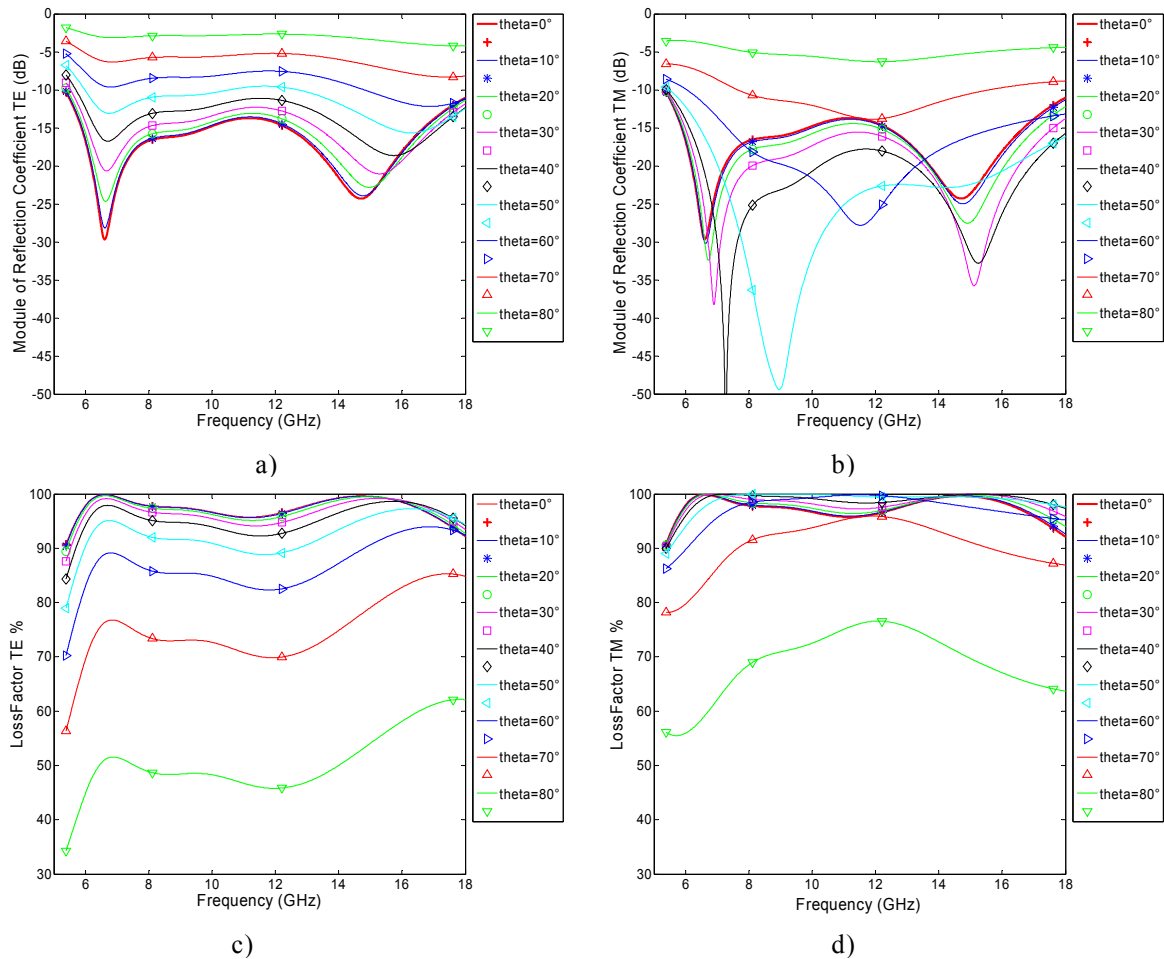 0
-5
-10
-15
-20
-25
-30
-35
-40
-45
-50
6 8 10 12 14 16 18
Frequency (GHz)
Module of Reflection Coefficient TE (dB)
theta=0°
theta=10°
theta=20°
theta=30°
theta=40°
theta=50°
theta=60°
theta=70°
theta=80°
a)
0
-5
-10
-15
-20
-25
-30
-35
-40
-45
-50
6 8 10 12 14 16 18
Frequency (GHz)
Module of Reflection Coefficient TM (dB)
theta=0°
theta=10°
theta=20°
theta=30°
theta=40°
theta=50°
theta=60°
theta=70°
theta=80°
b)
100
90
80
70
60
50
40
30
6 8 10 12 14 16 18
Frequency (GHz)
LossFactor TE %
theta=0°
theta=10°
theta=20°
theta=30°
theta=40°
theta=50°
theta=60°
theta=70°
theta=80°
c)
100
90
80
70
60
50
40
30
6 8 10 12 14 16 18
Frequency (GHz)
LossFactor TM %
theta=0°
theta=10°
theta=20°
theta=30°
theta=40°
theta=50°
theta=60°
theta=70°
theta=80°
d)